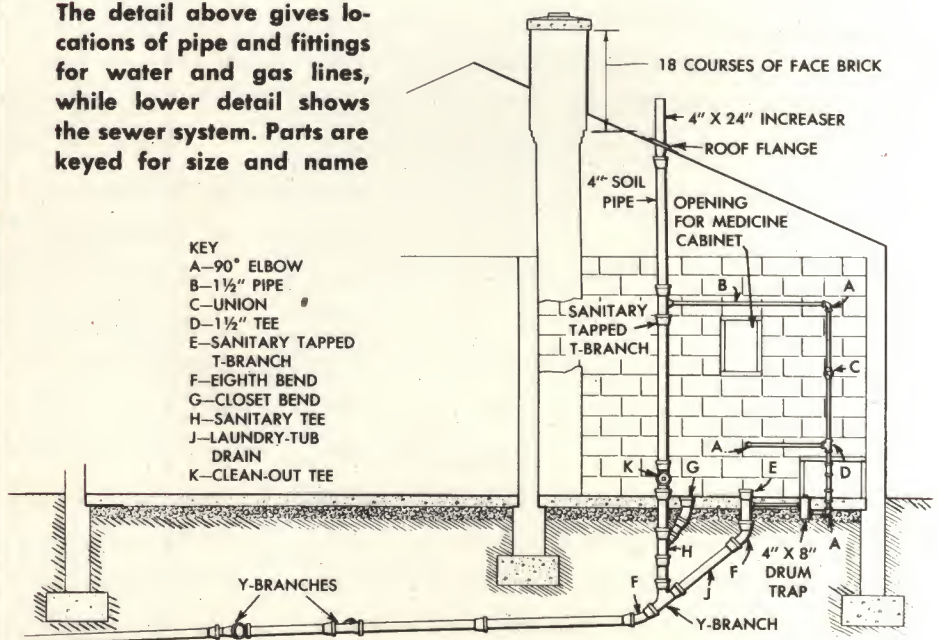 The detail above gives lo-
cations of pipe and fittings
for water and gas lines,
while lower detail shows
the sewer system. Parts are
keyed for size and name
18 COURSES OF FACE BRICK
4" X 24" INCREASER
ROOF FLANGE
4" SOIL
PIPE
OPENING
FOR MEDICINE
CABINET
KEY
A—90° ELBOW
B—1½" PIPE
C—UNION
D—1½" TEE
E—SANITARY TAPPED
T-BRANCH
F—EIGHTH BEND
G—CLOSET BEND
H—SANITARY TEE
J—LAUNDRY-TUB
DRAIN
K—CLEAN-OUT TEE
B
A
SANITARY
TAPPED
T-BRANCH
C
A
D
K
G
E
A
H
F
J
F
4" X 8"
DRUM
TRAP
Y-BRANCHES
Y-BRANCH